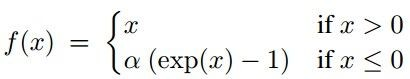 f(x) = { x if x > 0
α (exp(x) − 1) if x ≤ 0